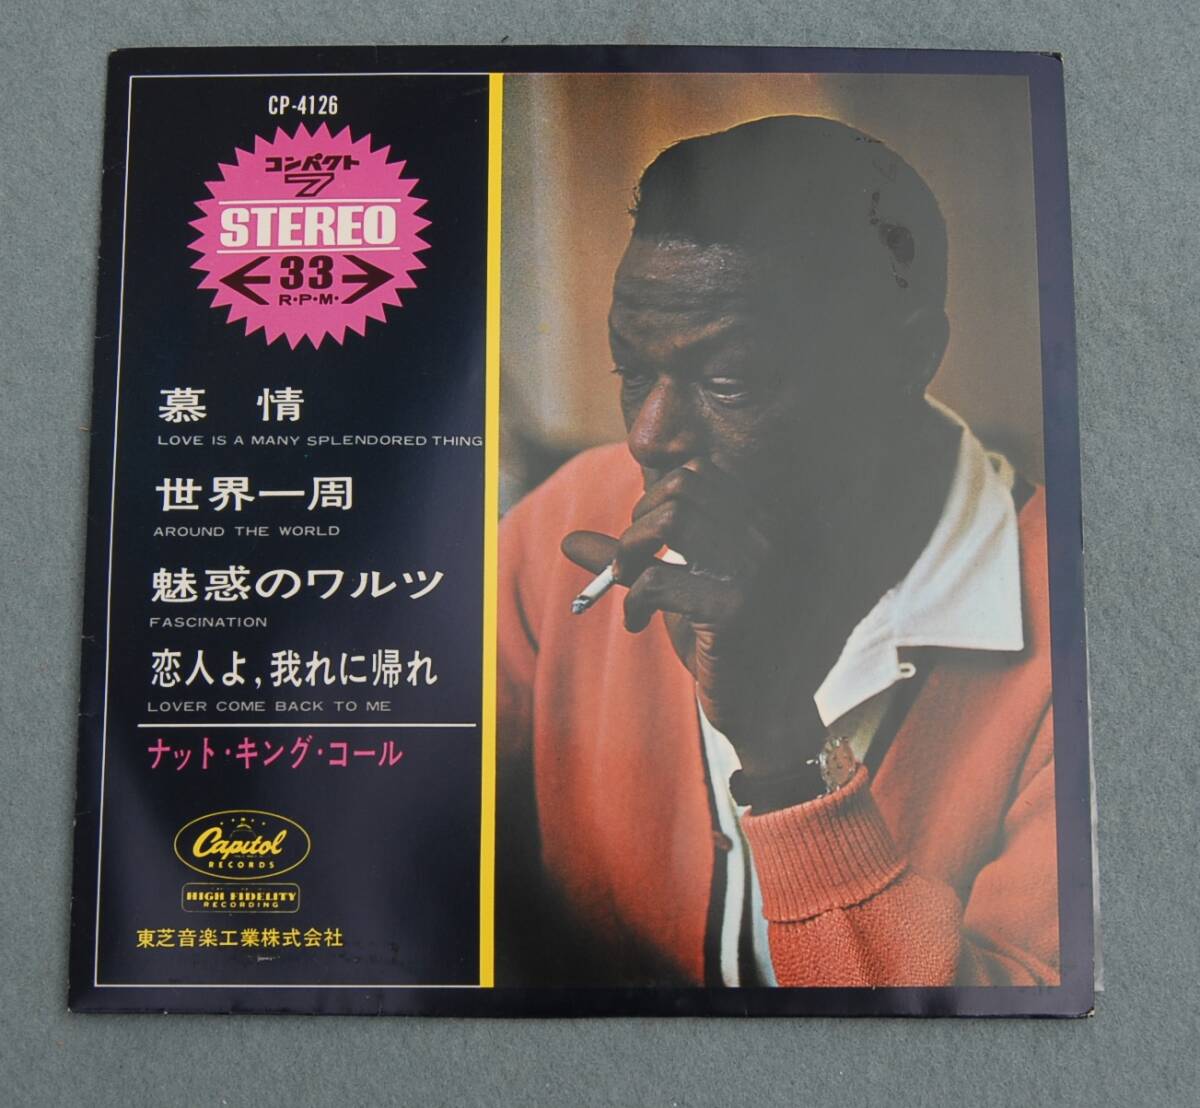 CP-4126
コンパクト
7
STEREO
33
R・P・M・
慕情
LOVE IS A MANY SPLENDORED THING
世界一周
AROUND THE WORLD
魅惑のワルツ
FASCINATION
恋人よ,我れに帰れ
LOVER COME BACK TO ME
ナット・キング・コール
Capitol
RECORDS
HIGH FIDELITY
RECORDING
東芝音楽工業株式会社